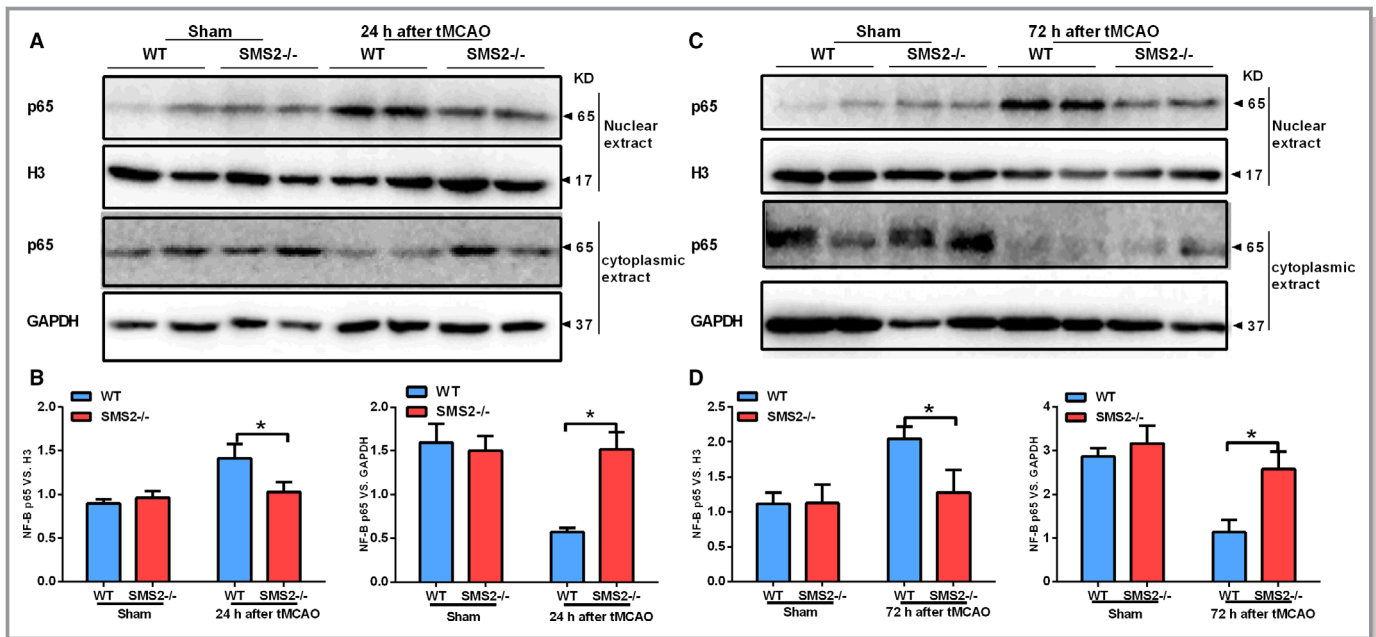 A
Sham
24 h after tMCAO
WT SMS2-/- WT SMS2-/-
KD
p65
65
H3
17
Nuclear
extract
p65
65
GAPDH
37
cytoplasmic
extract
C
Sham
72 h after tMCAO
WT SMS2-/- WT SMS2-/-
KD
p65
65
H3
17
Nuclear
extract
p65
65
GAPDH
37
cytoplasmic
extract
B
WT
SMS2-/-
NF-B p65 VS. H3
2.0
1.5
1.0
0.5
0.0
*
WT SMS2-/- WT SMS2-/-
Sham 24 h after tMCAO
WT
SMS2-/-
NF-B p65 VS. GAPDH
2.0
1.5
1.0
0.5
0.0
*
WT SMS2-/- WT SMS2-/-
Sham 24 h after tMCAO
D
WT
SMS2-/-
NF-B p65 VS. H3
2.5
2.0
1.5
1.0
0.5
0.0
*
WT SMS2-/- WT SMS2-/-
Sham 72 h after tMCAO
WT
SMS2-/-
NF-B p65 VS. GAPDH
4
3
2
1
0
*
WT SMS2-/- WT SMS2-/-
Sham 72 h after tMCAO